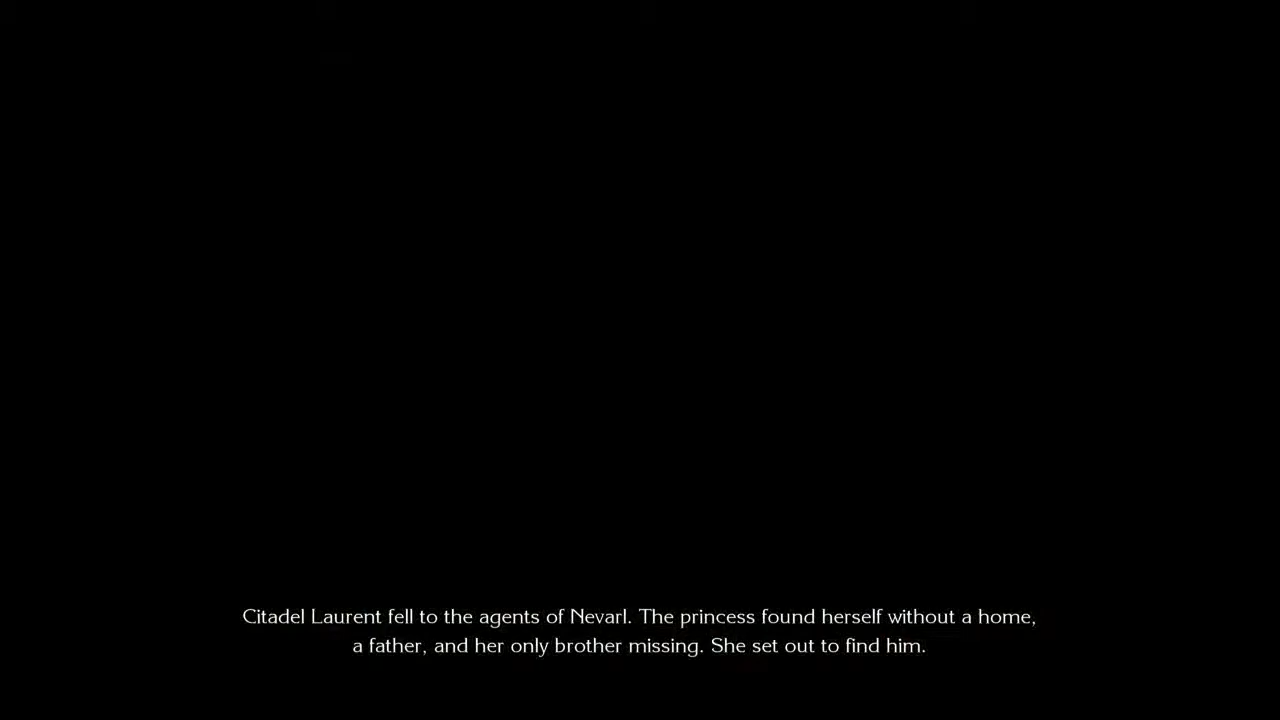 Citadel Laurent fell to the agents of Nevarl. The princess found herself without a home,
a father, and her only brother missing. She set out to find him.